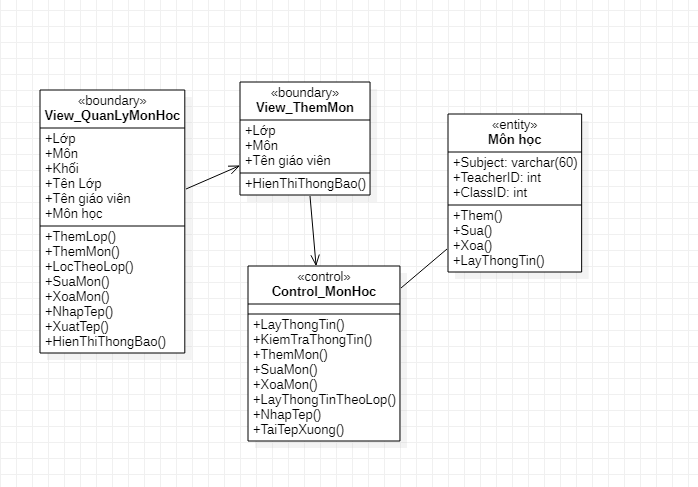 «boundary»
View_QuanLyMonHoc
+Lớp
+Môn
+Khối
+Tên Lớp
+Tên giáo viên
+Môn học
+ThemLop()
+ThemMon()
+LocTheoLop()
+SuaMon()
+XoaMon()
+NhapTep()
+XuatTep()
+HienThiThongBao()
«boundary»
View_ThemMon
+Lớp
+Môn
+Tên giáo viên
+HienThiThongBao()
«entity»
Môn học
+Subject: varchar(60)
+TeacherID: int
+ClassID: int
+Them()
+Sua()
+Xoa()
+LayThongTin()
«control»
Control_MonHoc
+LayThongTin()
+KiemTraThongTin()
+ThemMon()
+SuaMon()
+XoaMon()
+LayThongTinTheoLop()
+NhapTep()
+TaiTepXuong()